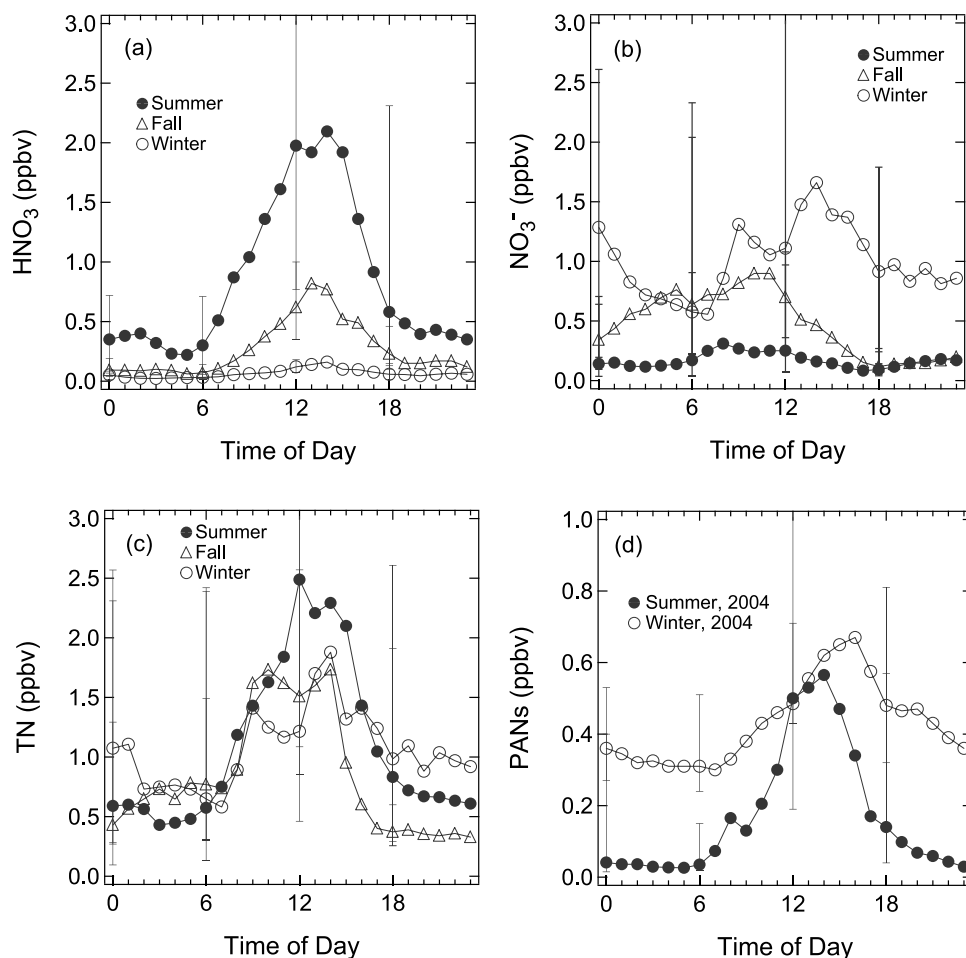 (a)
HNO3 (ppbv)
3.0
2.5
2.0
1.5
1.0
0.5
0.0
Summer
Fall
Winter
0 6 12 18
Time of Day
(b)
NO3- (ppbv)
3.0
2.5
2.0
1.5
1.0
0.5
0.0
Summer
Fall
Winter
0 6 12 18
Time of Day
(c)
TN (ppbv)
3.0
2.5
2.0
1.5
1.0
0.5
0.0
Summer
Fall
Winter
0 6 12 18
Time of Day
(d)
PANs (ppbv)
1.0
0.8
0.6
0.4
0.2
0.0
Summer, 2004
Winter, 2004
0 6 12 18
Time of Day